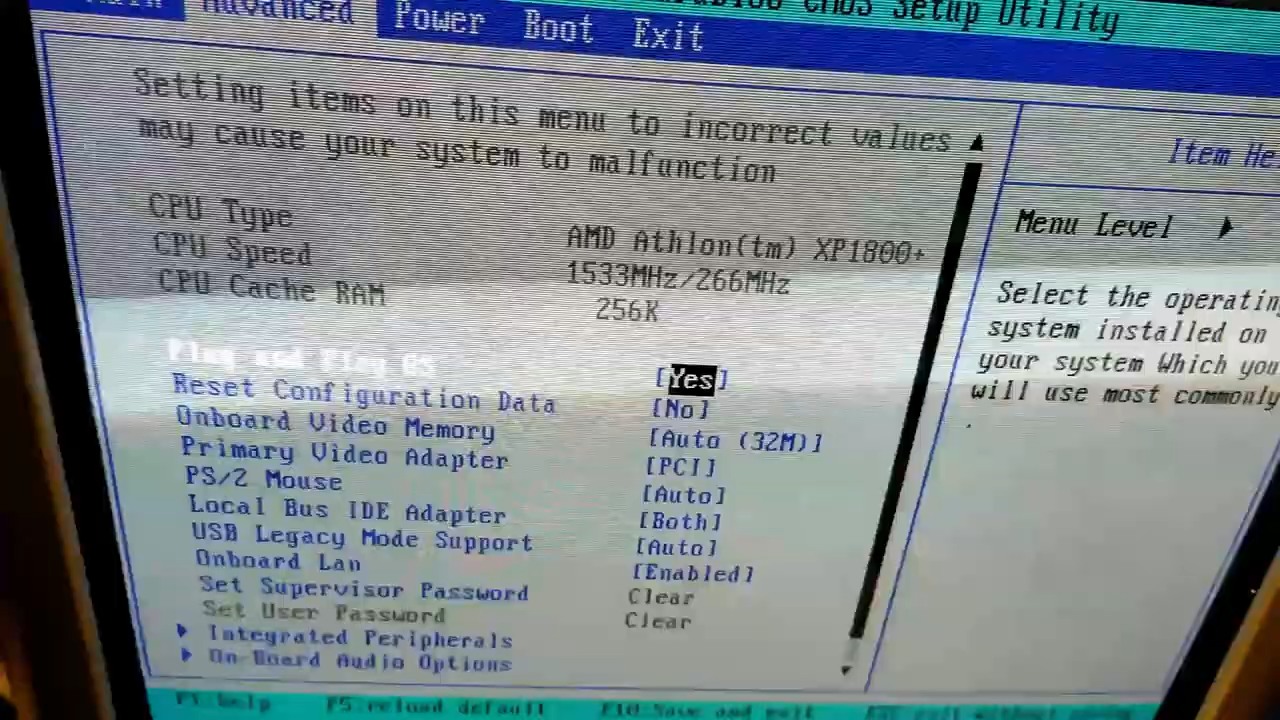 Advanced
CMOS Setup Utility
Power Boot Exit
Setting items on this menu to incorrect values
may cause your system to malfunction
CPU Type AMD Athlon(tm) XP1800+
CPU Speed 1533MHz/266MHz
CPU Cache RAM 256K
Plug and Play OS [Yes]
Reset Configuration Data [No]
Onboard Video Memory [Auto (32M)]
Primary Video Adapter [PCI]
PS/2 Mouse [Auto]
Local Bus IDE Adapter [Both]
USB Legacy Mode Support [Auto]
Onboard Lan [Enabled]
Set Supervisor Password Clear
Set User Password Clear
Integrated Peripherals
On-Board Audio Options
Item He
Menu Level
Select the operating
system installed on
your system Which you
will use most commonly
.
F1:help F5:reload default F10:Save and exit